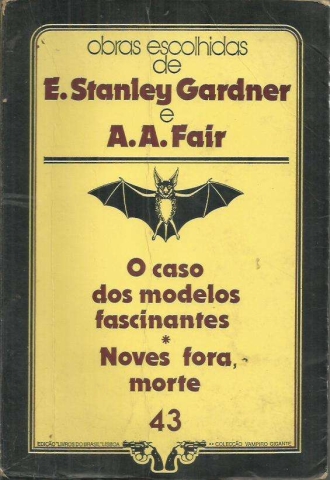 obras escolhidas
de
E. Stanley Gardner
e
A. A. Fair
O caso
dos modelos
fascinantes
*
Noves fora,
morte
43
EDIÇÃO "LIVROS DO BRASIL" LISBOA
** COLECÇÃO VAMPIRO GIGANTE